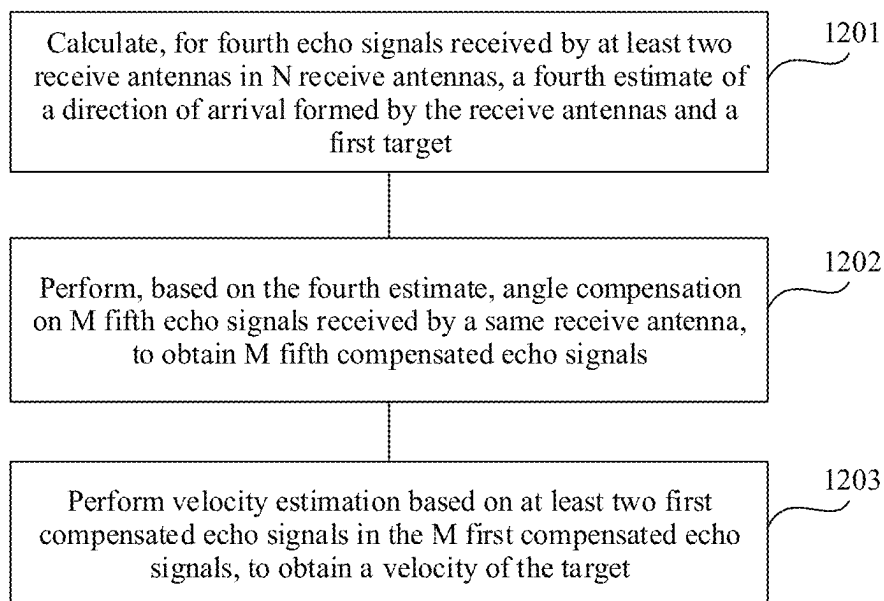 Calculate, for fourth echo signals received by at least two
receive antennas in N receive antennas, a fourth estimate of
a direction of arrival formed by the receive antennas and a
first target
1201
Perform, based on the fourth estimate, angle compensation
on M fifth echo signals received by a same receive antenna,
to obtain M fifth compensated echo signals
1202
Perform velocity estimation based on at least two first
compensated echo signals in the M first compensated echo
signals, to obtain a velocity of the target
1203